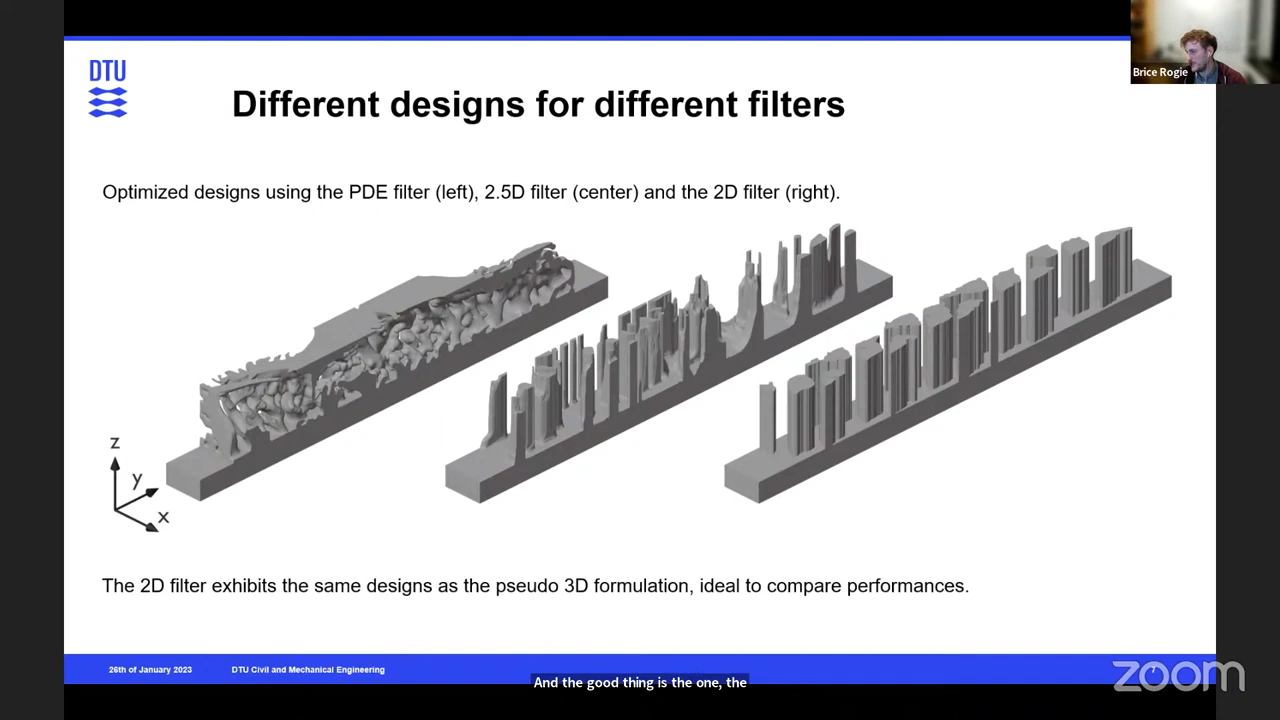 Brice Rogie
DTU
Different designs for different filters
Optimized designs using the PDE filter (left), 2.5D filter (center) and the 2D filter (right).
z
y
x
The 2D filter exhibits the same designs as the pseudo 3D formulation, ideal to compare performances.
26th of January 2023 DTU Civil and Mechanical Engineering 7
zoom
And the good thing is the one, the